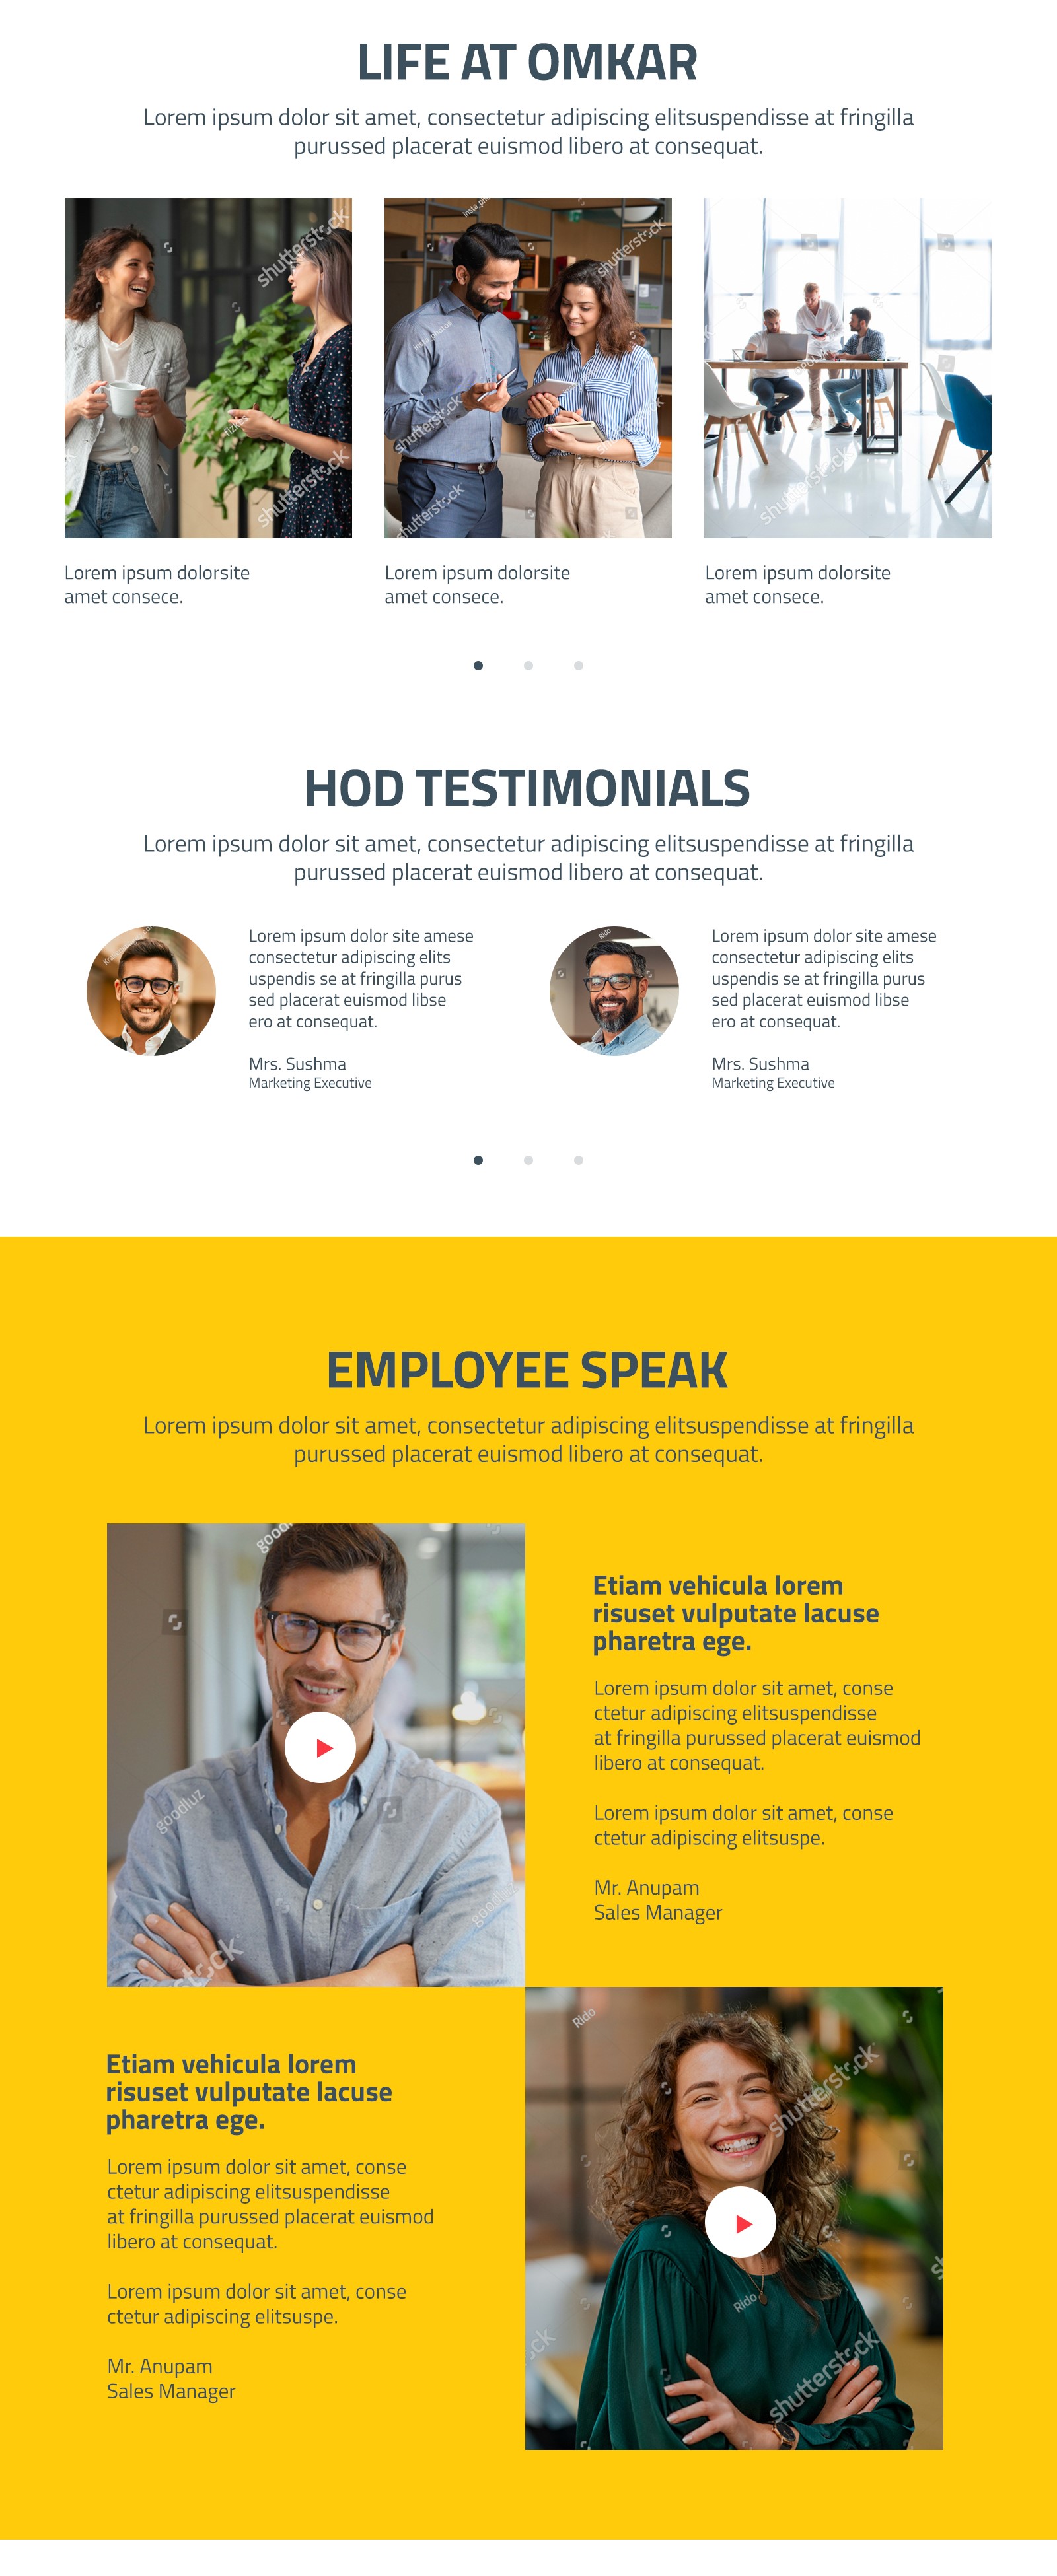 LIFE AT OMKAR
Lorem ipsum dolor sit amet, consectetur adipiscing elitsuspendisse at fringilla
purussed placerat euismod libero at consequat.
shutterstock
fizkes
shutterstock
insta_photos
shutterstock
shutterstock
shutterstock
shutterstock
Lorem ipsum dolorsite
amet consece.
Lorem ipsum dolorsite
amet consece.
Lorem ipsum dolorsite
amet consece.
HOD TESTIMONIALS
Lorem ipsum dolor sit amet, consectetur adipiscing elitsuspendisse at fringilla
purussed placerat euismod libero at consequat.
Lorem ipsum dolor site amese
consectetur adipiscing elits
uspendis se at fringilla purus
sed placerat euismod libse
ero at consequat.
Mrs. Sushma
Marketing Executive
Rido
Lorem ipsum dolor site amese
consectetur adipiscing elits
uspendis se at fringilla purus
sed placerat euismod libse
ero at consequat.
Mrs. Sushma
Marketing Executive
EMPLOYEE SPEAK
Lorem ipsum dolor sit amet, consectetur adipiscing elitsuspendisse at fringilla
purussed placerat euismod libero at consequat.
goodluz
Etiam vehicula lorem
risuset vulputate lacuse
pharetra ege.
Lorem ipsum dolor sit amet, conse
ctetur adipiscing elitsuspendisse
at fringilla purussed placerat euismod
libero at consequat.
Lorem ipsum dolor sit amet, conse
ctetur adipiscing elitsuspe.
Mr. Anupam
Sales Manager
Etiam vehicula lorem
risuset vulputate lacuse
pharetra ege.
Lorem ipsum dolor sit amet, conse
ctetur adipiscing elitsuspendisse
at fringilla purussed placerat euismod
libero at consequat.
Lorem ipsum dolor sit amet, conse
ctetur adipiscing elitsuspe.
Mr. Anupam
Sales Manager
Rido
shutterstock
Rido
shutterstock